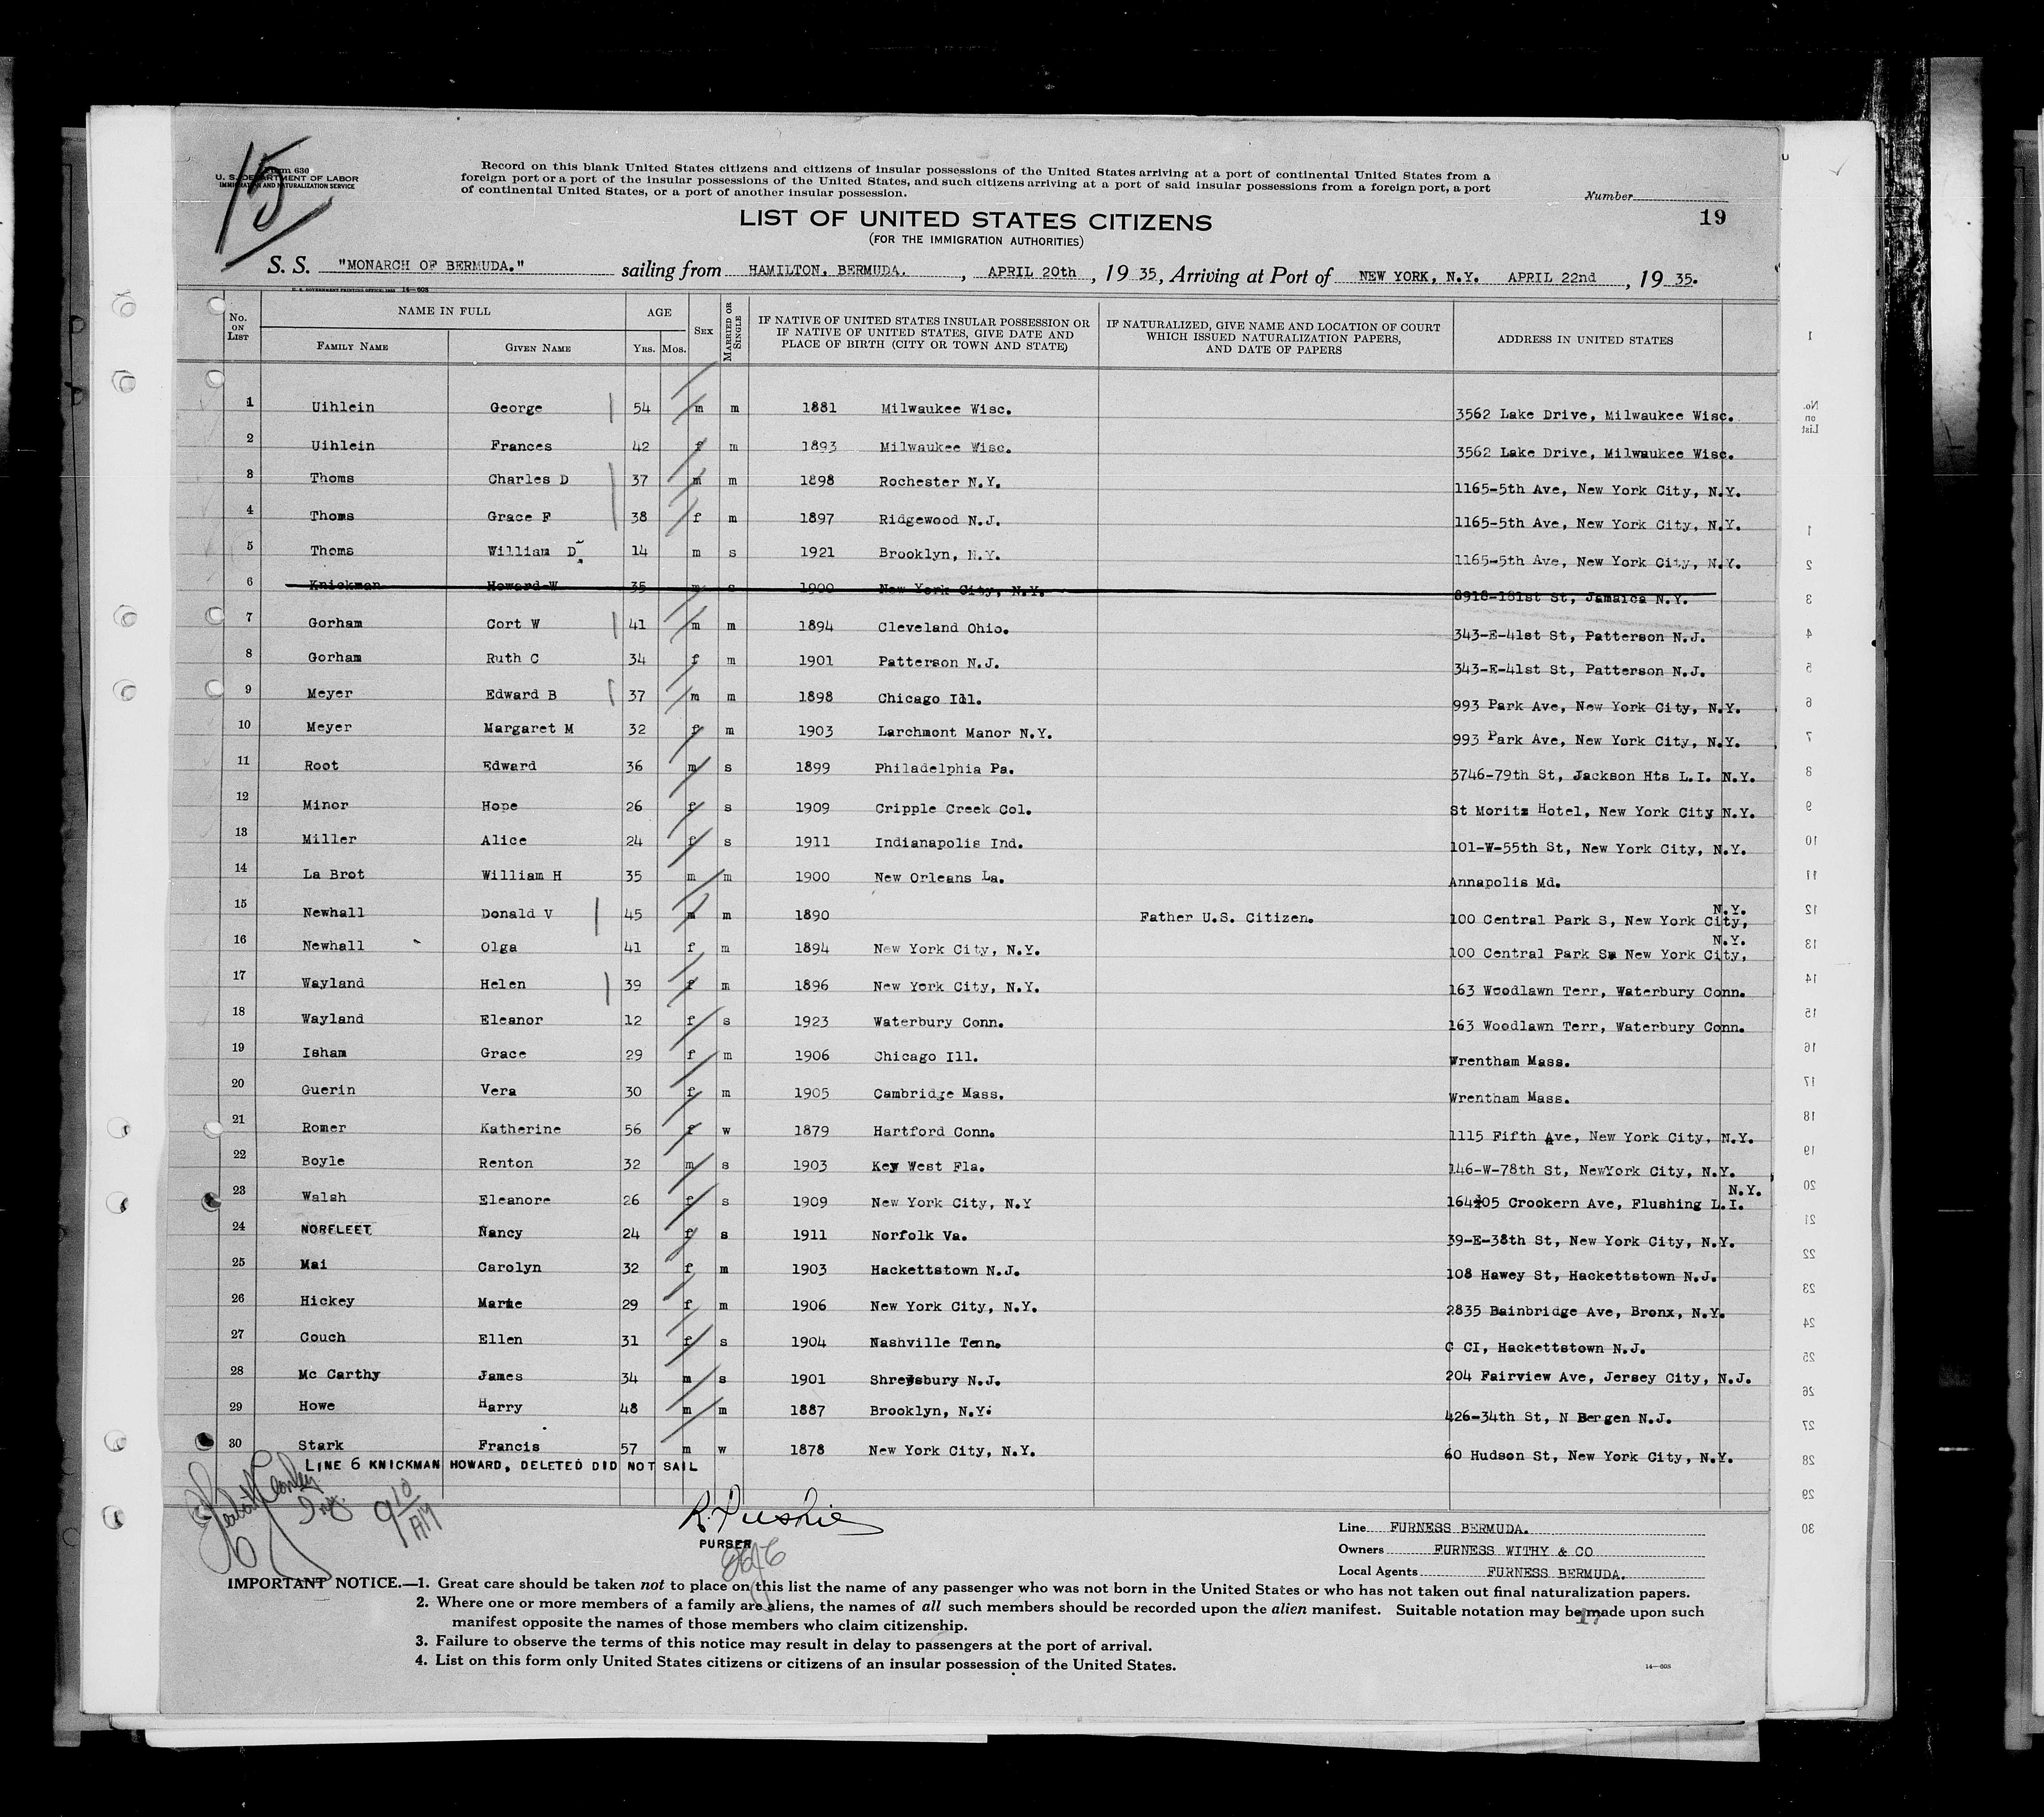 15
Form 630
U. S. DEPARTMENT OF LABOR
IMMIGRATION AND NATURALIZATION SERVICE
Record on this blank United States citizens and citizens of insular possessions of the United States arriving at a port of continental United States from a
foreign port or a port of the insular possessions of the United States, and such citizens arriving at a port of said insular possessions from a foreign port, a port
of continental United States, or a port of another insular possession.
Number
19
LIST OF UNITED STATES CITIZENS
(FOR THE IMMIGRATION AUTHORITIES)
S. S. "MONARCH OF BERMUDA." sailing from HAMILTON. BERMUDA. , APRIL 20th , 19 35, Arriving at Port of NEW YORK, N.Y. APRIL 22nd , 19 35.
U. S. GOVERNMENT PRINTING OFFICE: 14—608
No. ON LIST NAME IN FULL AGE SEX MARRIED OR SINGLE IF NATIVE OF UNITED STATES INSULAR POSSESSION OR IF NATIVE OF UNITED STATES, GIVE DATE AND PLACE OF BIRTH (CITY OR TOWN AND STATE) IF NATURALIZED, GIVE NAME AND LOCATION OF COURT WHICH ISSUED NATURALIZATION PAPERS, AND DATE OF PAPERS ADDRESS IN UNITED STATES
FAMILY NAME GIVEN NAME YRS. MOS.
1 Uihlein George 54 m m 1881 Milwaukee Wisc. 3562 Lake Drive, Milwaukee Wisc.
2 Uihlein Frances 42 f m 1893 Milwaukee Wisc. 3562 Lake Drive, Milwaukee Wisc.
3 Thoms Charles D 37 m m 1898 Rochester N.Y. 1165-5th Ave, New York City, N.Y.
4 Thoms Grace F 38 f m 1897 Ridgewood N.J. 1165-5th Ave, New York City, N.Y.
5 Thoms William D 14 m s 1921 Brooklyn, N.Y. 1165-5th Ave, New York City, N.Y.
6 Knickman Howard W 35 m s 1900 New York City, N.Y. 8918-181st St, Jamaica N.Y.
7 Gorham Cort W 41 m m 1894 Cleveland Ohio. 343-E-41st St, Patterson N.J.
8 Gorham Ruth C 34 f m 1901 Patterson N.J. 343-E-41st St, Patterson N.J.
9 Meyer Edward B 37 m m 1898 Chicago Ill. 993 Park Ave, New York City, N.Y.
10 Meyer Margaret M 32 f m 1903 Larchmont Manor N.Y. 993 Park Ave, New York City, N.Y.
11 Root Edward 36 m s 1899 Philadelphia Pa. 3746-79th St, Jackson Hts L.I. N.Y.
12 Minor Hope 26 f s 1909 Cripple Creek Col. St Moritz Hotel, New York City N.Y.
13 Miller Alice 24 f s 1911 Indianapolis Ind. 101-W-55th St, New York City, N.Y.
14 La Brot William H 35 m m 1900 New Orleans La. Annapolis Md.
15 Newhall Donald V 45 m m 1890 Father U.S. Citizen. 100 Central Park S, New York City, N.Y.
16 Newhall Olga 41 f m 1894 New York City, N.Y. 100 Central Park S New York City, N.Y.
17 Wayland Helen 39 f m 1896 New York City, N.Y. 163 Woodlawn Terr, Waterbury Conn.
18 Wayland Eleanor 12 f s 1923 Waterbury Conn. 163 Woodlawn Terr, Waterbury Conn.
19 Isham Grace 29 f m 1906 Chicago Ill. Wrentham Mass.
20 Guerin Vera 30 f m 1905 Cambridge Mass. Wrentham Mass.
21 Romer Katherine 56 f w 1879 Hartford Conn. 1115 Fifth Ave, New York City, N.Y.
22 Boyle Renton 32 m s 1903 Key West Fla. 146-W-78th St, NewYork City, N.Y.
23 Walsh Eleanore 26 f s 1909 New York City, N.Y 164-05 Crookern Ave, Flushing L.I. N.Y.
24 NORFLEET Nancy 24 f s 1911 Norfolk Va. 39-E-38th St, New York City, N.Y.
25 Mai Carolyn 32 f m 1903 Hackettstown N.J. 108 Hawey St, Hackettstown N.J.
26 Hickey Marie 29 f m 1906 New York City, N.Y. 2835 Bainbridge Ave, Bronx, N.Y.
27 Couch Ellen 31 f s 1904 Nashville Tenn. C CI, Hackettstown N.J.
28 Mc Carthy James 34 m s 1901 Shrewsbury N.J. 204 Fairview Ave, Jersey City, N.J.
29 Howe Harry 48 m m 1887 Brooklyn, N.Y. 426-34th St, N Bergen N.J.
30 Stark Francis 57 m w 1878 New York City, N.Y. 60 Hudson St, New York City, N.Y.
LINE 6 KNICKMAN HOWARD, DELETED DID NOT SAIL
9 10 AM
PURSER
Line FURNESS BERMUDA.
Owners FURNESS WITHY & CO
Local Agents FURNESS BERMUDA.
IMPORTANT NOTICE.—1. Great care should be taken not to place on this list the name of any passenger who was not born in the United States or who has not taken out final naturalization papers.
2. Where one or more members of a family are aliens, the names of all such members should be recorded upon the alien manifest. Suitable notation may be made upon such
manifest opposite the names of those members who claim citizenship.
3. Failure to observe the terms of this notice may result in delay to passengers at the port of arrival.
4. List on this form only United States citizens or citizens of an insular possession of the United States.
17
14—608